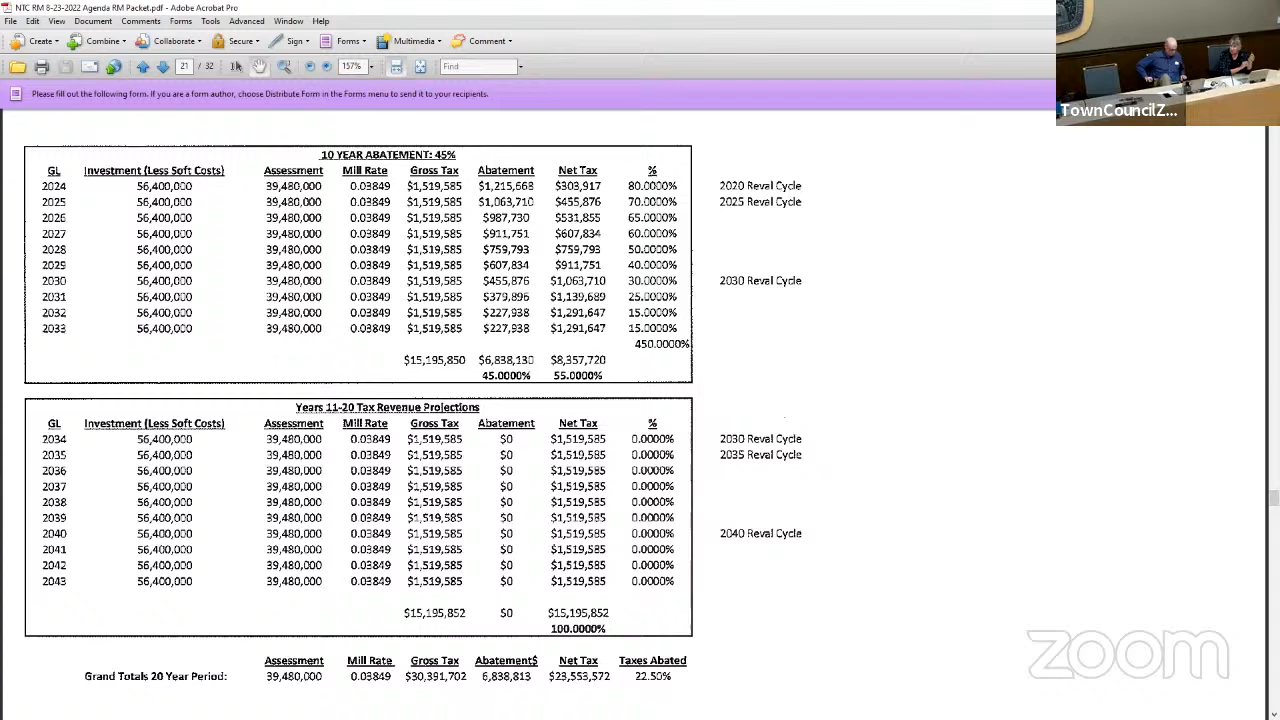 NTC RM 8-23-2022 Agenda RM Packet.pdf - Adobe Acrobat Pro
File Edit View Document Comments Forms Tools Advanced Window Help
Create Combine Collaborate Secure Sign Forms Multimedia Comment
21 / 32 157% Find
Please fill out the following form. If you are a form author, choose Distribute Form in the Forms menu to send it to your recipients.
TownCouncilZ...
10 YEAR ABATEMENT: 45%
GL Investment (Less Soft Costs) Assessment Mill Rate Gross Tax Abatement Net Tax %
2024 56,400,000 39,480,000 0.03849 $1,519,585 $1,215,668 $303,917 80.0000% 2020 Reval Cycle
2025 56,400,000 39,480,000 0.03849 $1,519,585 $1,063,710 $455,876 70.0000% 2025 Reval Cycle
2026 56,400,000 39,480,000 0.03849 $1,519,585 $987,730 $531,855 65.0000%
2027 56,400,000 39,480,000 0.03849 $1,519,585 $911,751 $607,834 60.0000%
2028 56,400,000 39,480,000 0.03849 $1,519,585 $759,793 $759,793 50.0000%
2029 56,400,000 39,480,000 0.03849 $1,519,585 $607,834 $911,751 40.0000%
2030 56,400,000 39,480,000 0.03849 $1,519,585 $455,876 $1,063,710 30.0000% 2030 Reval Cycle
2031 56,400,000 39,480,000 0.03849 $1,519,585 $379,896 $1,139,689 25.0000%
2032 56,400,000 39,480,000 0.03849 $1,519,585 $227,938 $1,291,647 15.0000%
2033 56,400,000 39,480,000 0.03849 $1,519,585 $227,938 $1,291,647 15.0000%
450.0000%
$15,195,850 $6,838,130 $8,357,720
45.0000% 55.0000%
Years 11-20 Tax Revenue Projections
GL Investment (Less Soft Costs) Assessment Mill Rate Gross Tax Abatement Net Tax %
2034 56,400,000 39,480,000 0.03849 $1,519,585 $0 $1,519,585 0.0000% 2030 Reval Cycle
2035 56,400,000 39,480,000 0.03849 $1,519,585 $0 $1,519,585 0.0000% 2035 Reval Cycle
2036 56,400,000 39,480,000 0.03849 $1,519,585 $0 $1,519,585 0.0000%
2037 56,400,000 39,480,000 0.03849 $1,519,585 $0 $1,519,585 0.0000%
2038 56,400,000 39,480,000 0.03849 $1,519,585 $0 $1,519,585 0.0000%
2039 56,400,000 39,480,000 0.03849 $1,519,585 $0 $1,519,585 0.0000%
2040 56,400,000 39,480,000 0.03849 $1,519,585 $0 $1,519,585 0.0000% 2040 Reval Cycle
2041 56,400,000 39,480,000 0.03849 $1,519,585 $0 $1,519,585 0.0000%
2042 56,400,000 39,480,000 0.03849 $1,519,585 $0 $1,519,585 0.0000%
2043 56,400,000 39,480,000 0.03849 $1,519,585 $0 $1,519,585 0.0000%
$15,195,852 $0 $15,195,852
100.0000%
Assessment Mill Rate Gross Tax Abatement$ Net Tax Taxes Abated
Grand Totals 20 Year Period: 39,480,000 0.03849 $30,391,702 6,838,813 $23,553,572 22.50%
zoom